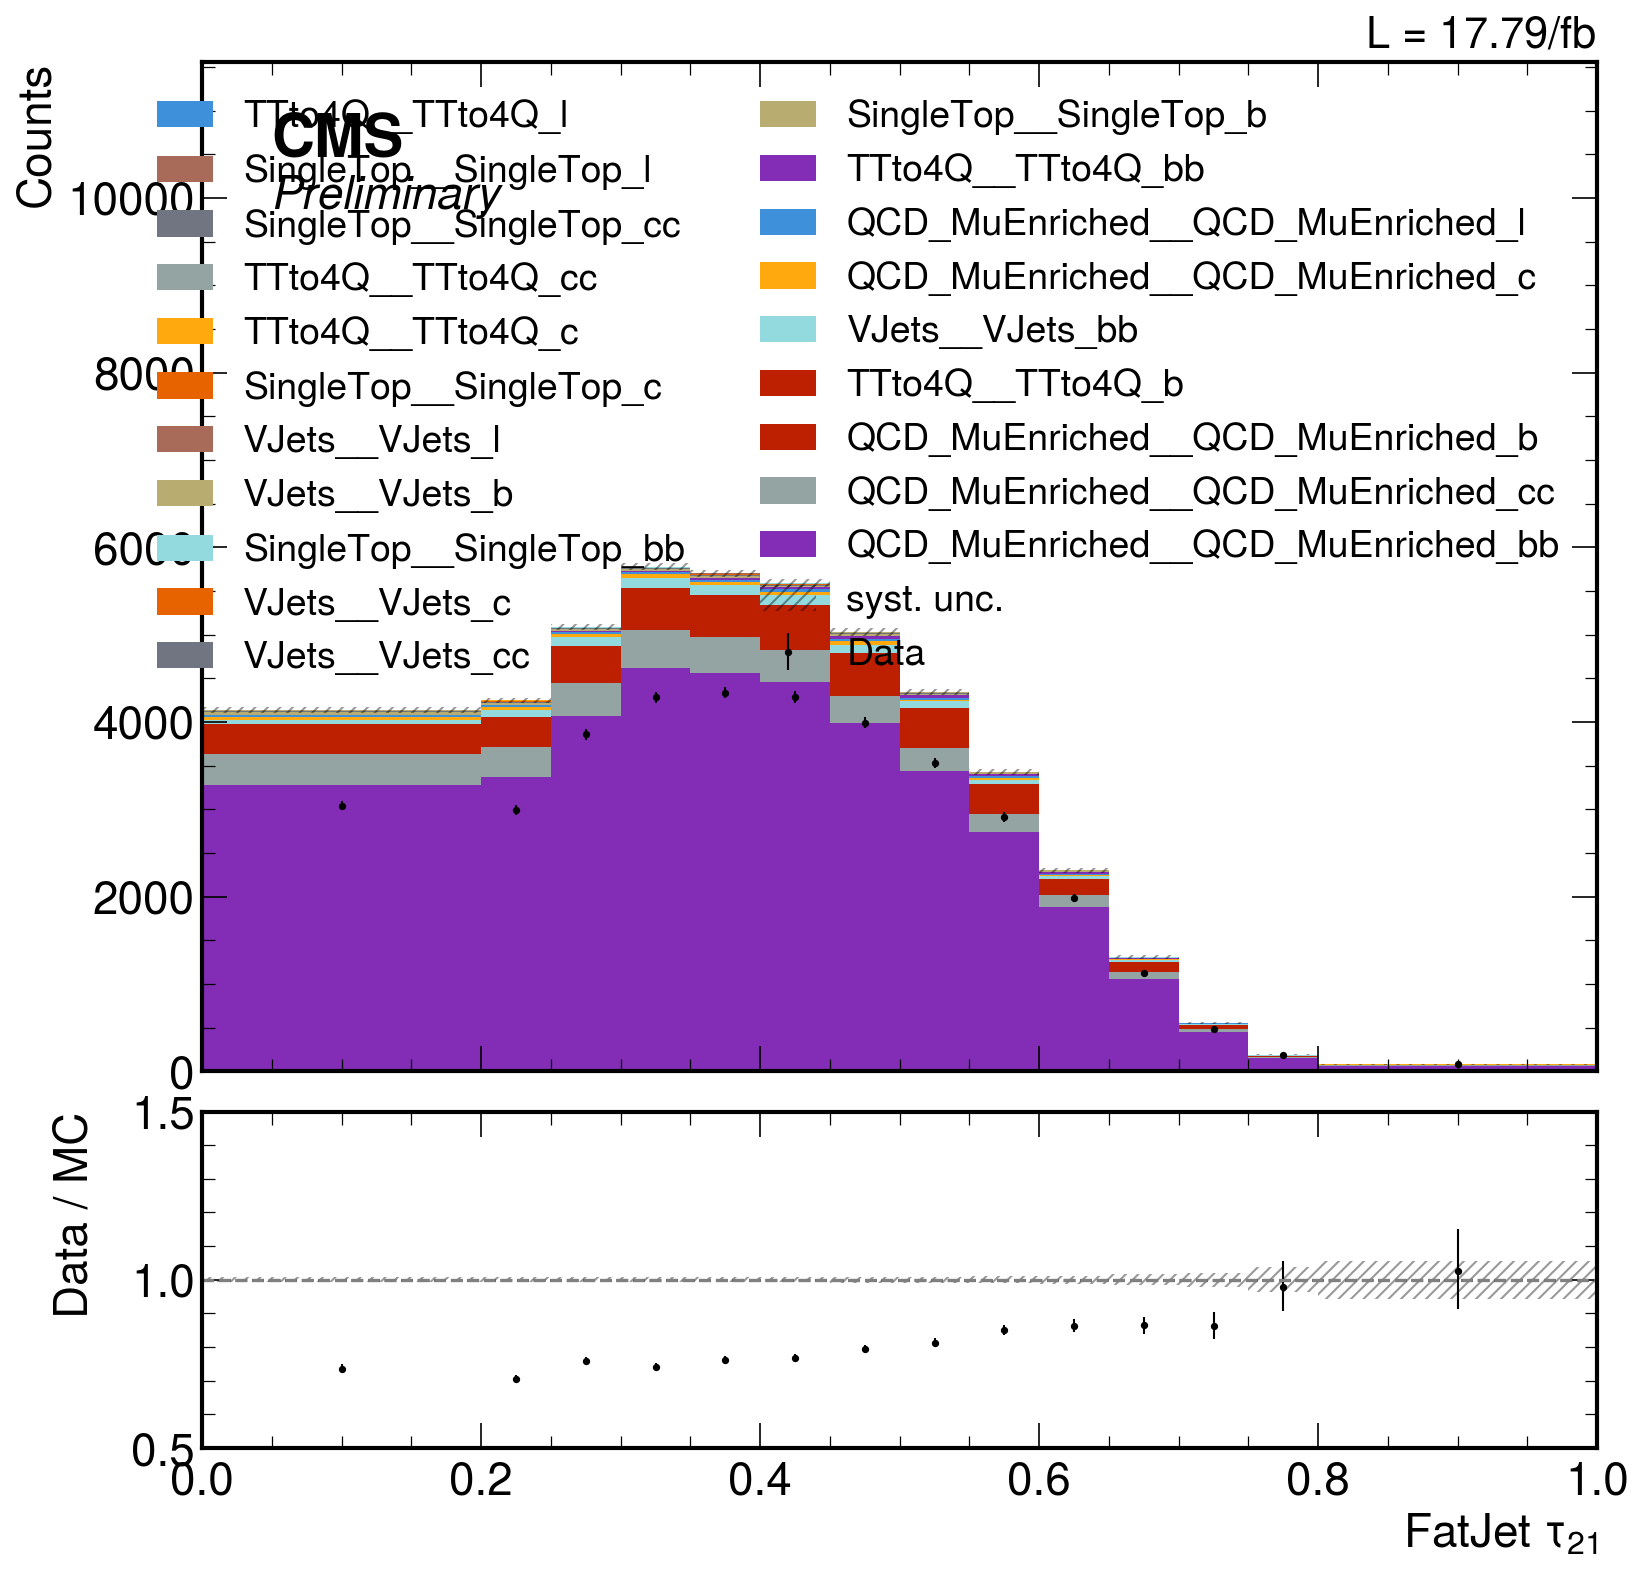 L = 17.79/fb
Counts
CMS
Preliminary
TTto4Q__TTto4Q_l
SingleTop__SingleTop_l
SingleTop__SingleTop_cc
TTto4Q__TTto4Q_cc
TTto4Q__TTto4Q_c
SingleTop__SingleTop_c
VJets__VJets_l
VJets__VJets_b
SingleTop__SingleTop_bb
VJets__VJets_c
VJets__VJets_cc
SingleTop__SingleTop_b
TTto4Q__TTto4Q_bb
QCD_MuEnriched__QCD_MuEnriched_l
QCD_MuEnriched__QCD_MuEnriched_c
VJets__VJets_bb
TTto4Q__TTto4Q_b
QCD_MuEnriched__QCD_MuEnriched_b
QCD_MuEnriched__QCD_MuEnriched_cc
QCD_MuEnriched__QCD_MuEnriched_bb
syst. unc.
Data
10000
8000
6000
4000
2000
0
Data / MC
1.5
1.0
0.5
0.0 0.2 0.4 0.6 0.8 1.0
FatJet τ₂₁